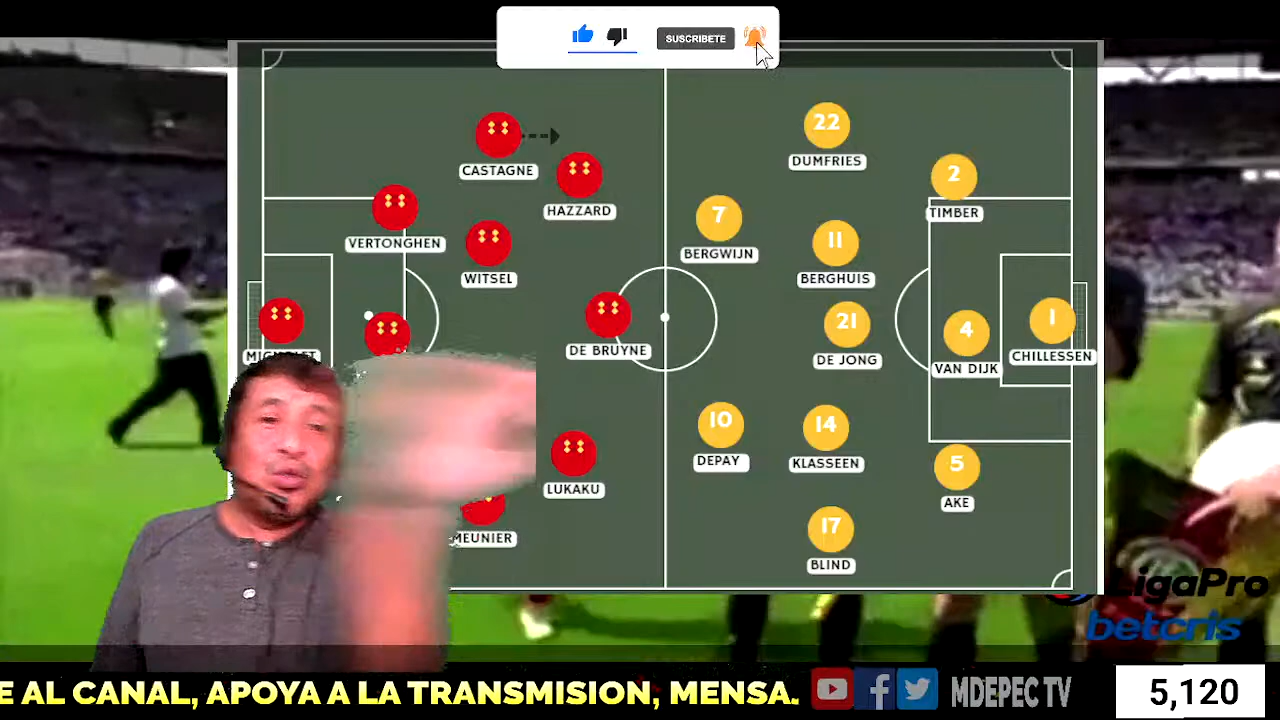 SUSCRIBETE
22
DUMFRIES
CASTAGNE
2
TIMBER
HAZZARD
7
BERGWIJN
VERTONGHEN
11
BERGHUIS
WITSEL
21
DE JONG
1
CHILLESSEN
4
VAN DIJK
DE BRUYNE
10
DEPAY
14
KLASSEEN
5
AKE
LUKAKU
MEUNIER
17
BLIND
LigaPro
betcris
E AL CANAL, APOYA A LA TRANSMISION, MENSA.
MDEPEC TV
5,120